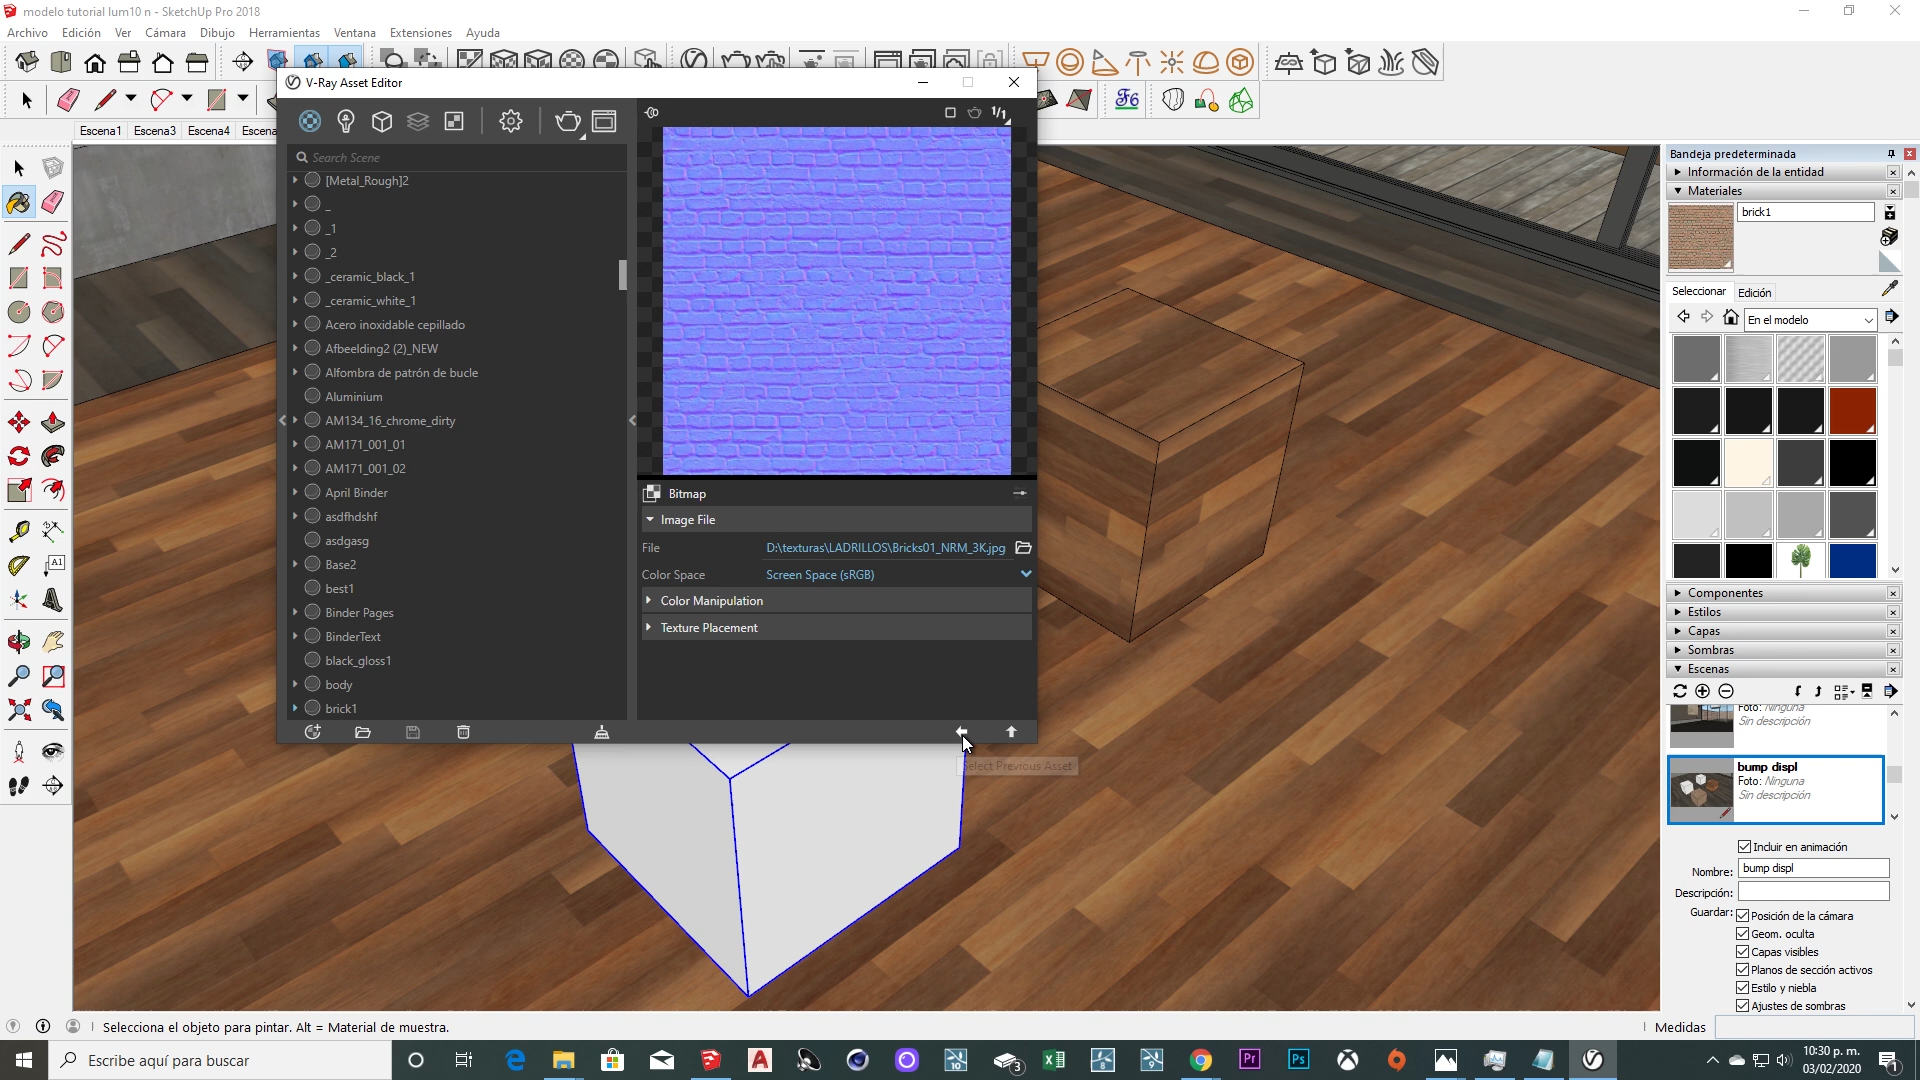 modelo tutorial lum10 n - SketchUp Pro 2018
Archivo Edición Ver Cámara Dibujo Herramientas Ventana Extensiones Ayuda
V-Ray Asset Editor
F6
Escena1 Escena3 Escena4 Escena
1/1
Search Scene
[Metal_Rough]2
_
_1
_2
_ceramic_black_1
_ceramic_white_1
Acero inoxidable cepillado
Afbeelding2 (2)_NEW
Alfombra de patrón de bucle
Aluminium
AM134_16_chrome_dirty
AM171_001_01
AM171_001_02
April Binder
asdfhdshf
asdgasg
Base2
best1
Binder Pages
BinderText
black_gloss1
body
brick1
Bitmap
Image File
File D:\texturas\LADRILLOS\Bricks01_NRM_3K.jpg
Color Space Screen Space (sRGB)
Color Manipulation
Texture Placement
Select Previous Asset
Bandeja predeterminada
Información de la entidad
Materiales
brick1
Seleccionar Edición
En el modelo
Componentes
Estilos
Capas
Sombras
Escenas
Foto: Ninguna
Sin descripción
bump displ
Foto: Ninguna
Sin descripción
Incluir en animación
Nombre: bump displ
Descripción:
Guardar: Posición de la cámara
Geom. oculta
Capas visibles
Planos de sección activos
Estilo y niebla
Ajustes de sombras
A1
Selecciona el objeto para pintar. Alt = Material de muestra.
Medidas
Escribe aquí para buscar
10:30 p. m.
03/02/2020